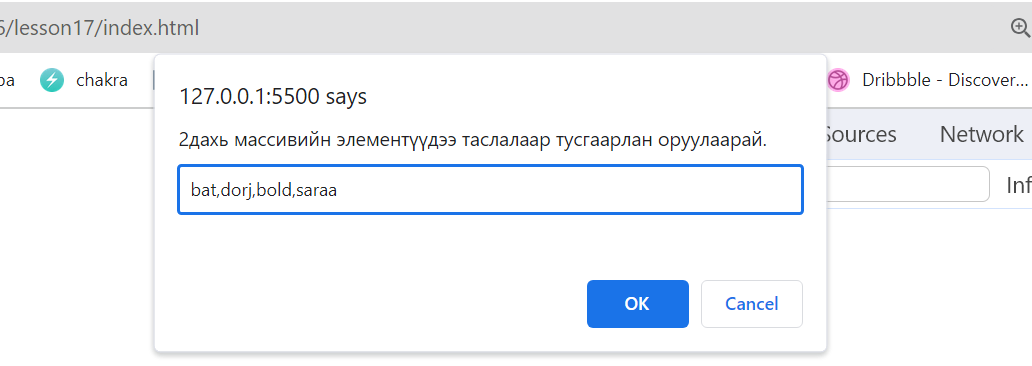 6/lesson17/index.html
pa
chakra
Dribbble - Discover...
127.0.0.1:5500 says
2дахь массивийн элементүүдээ таслалаар тусгаарлан оруулаарай.
bat,dorj,bold,saraa
OK
Cancel
Sources
Network
Inf